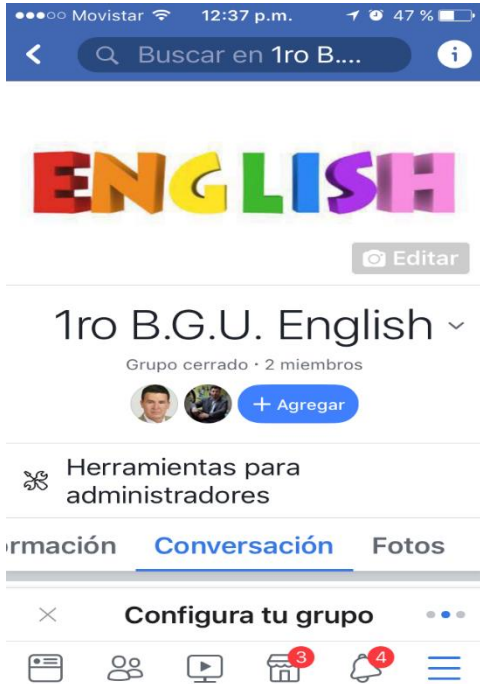 Movistar 12:37 p.m. 47 %
Buscar en 1ro B....
ENGLISH
Editar
1ro B.G.U. English
Grupo cerrado · 2 miembros
+ Agregar
Herramientas para
administradores
rmación Conversación Fotos
× Configura tu grupo
3 4